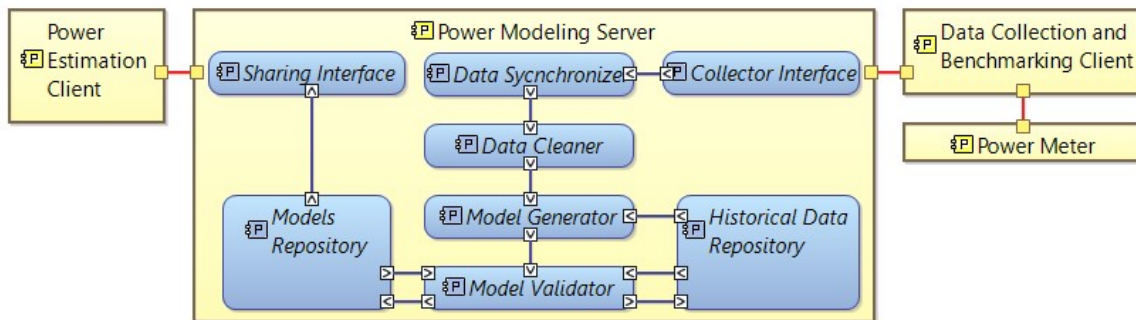 Power
Estimation
Client
Power Modeling Server
Sharing Interface
Data Sycnchronize
Collector Interface
Data Cleaner
Models
Repository
Model Generator
Historical Data
Repository
Model Validator
Data Collection and
Benchmarking Client
Power Meter